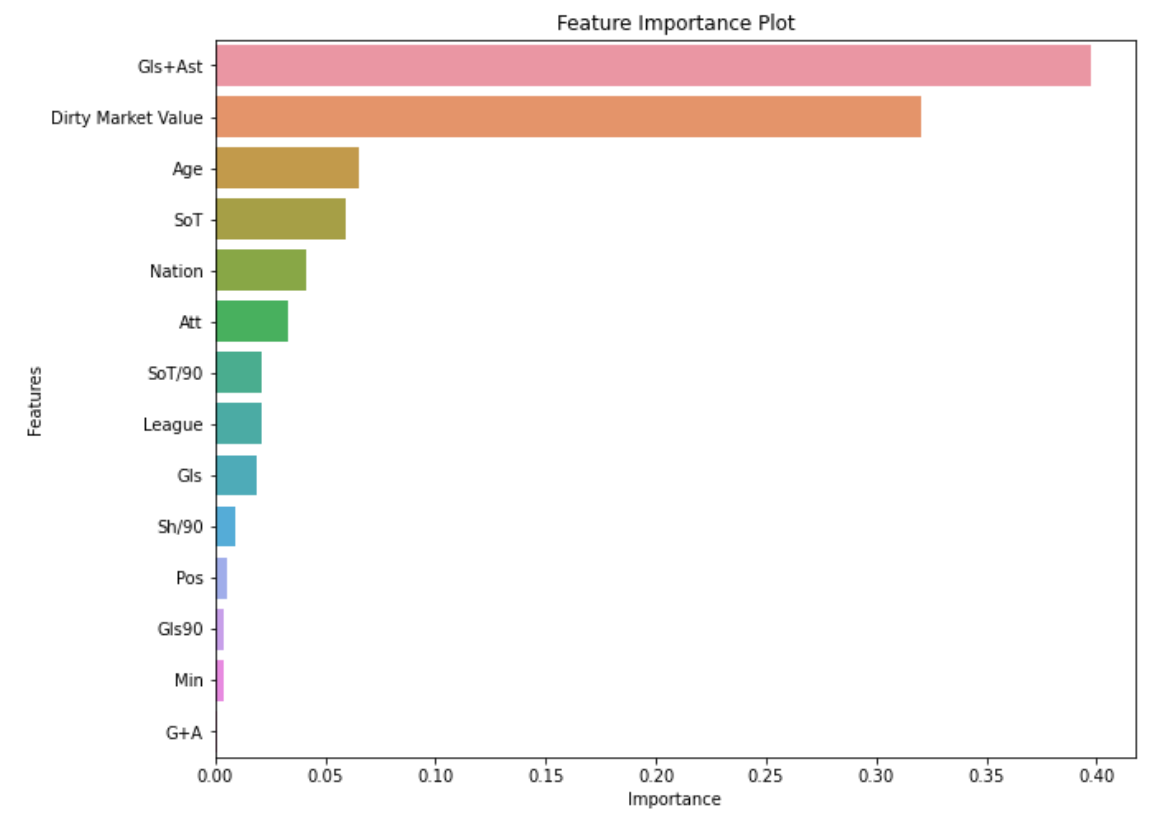 Feature Importance Plot
Gls+Ast
Dirty Market Value
Age
SoT
Nation
Att
SoT/90
League
Gls
Sh/90
Pos
Gls90
Min
G+A
Features
0.00 0.05 0.10 0.15 0.20 0.25 0.30 0.35 0.40
Importance